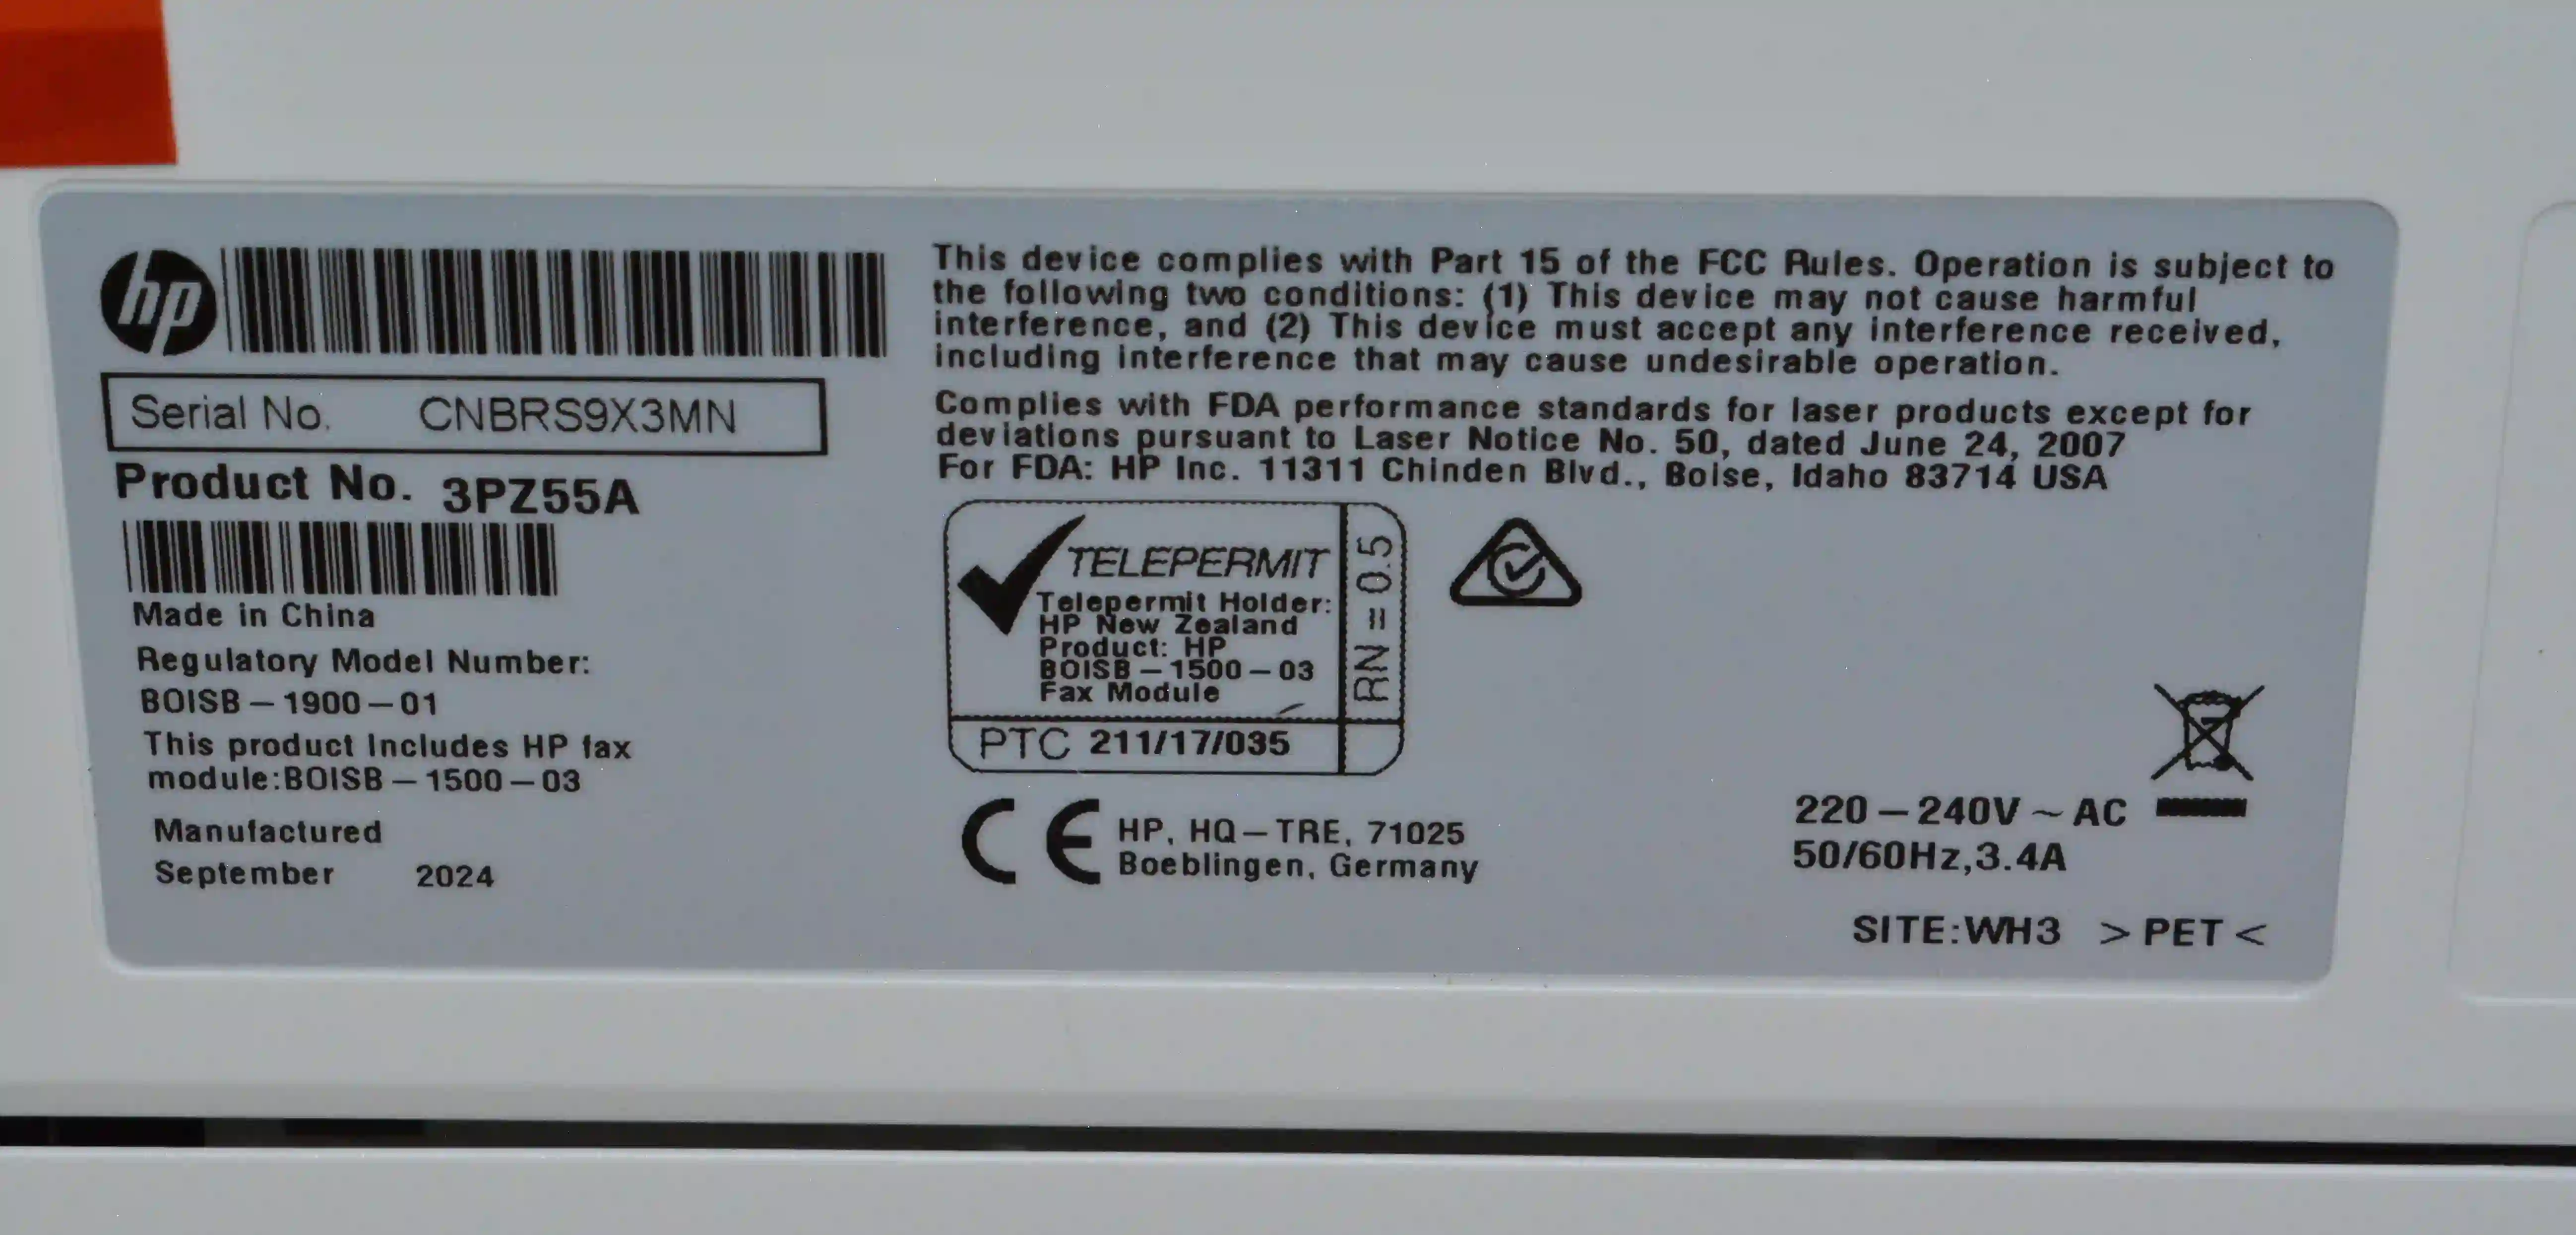 hp
Serial No. CNBRS9X3MN
Product No. 3PZ55A
Made in China
Regulatory Model Number:
BOISB-1900-01
This product Includes HP fax
module:BOISB-1500-03
Manufactured
September 2024
This device complies with Part 15 of the FCC Rules. Operation is subject to
the following two conditions: (1) This device may not cause harmful
interference, and (2) This device must accept any interference received,
including interference that may cause undesirable operation.
Complies with FDA performance standards for laser products except for
deviations pursuant to Laser Notice No. 50, dated June 24, 2007
For FDA: HP Inc. 11311 Chinden Blvd., Boise, Idaho 83714 USA
TELEPERMIT
Telepermit Holder:
HP New Zealand
Product: HP
BOISB-1500-03
Fax Module
RN = 0.5
PTC 211/17/035
CE
HP, HQ-TRE, 71025
Boeblingen, Germany
220-240V~AC
50/60Hz,3.4A
SITE:WH3 >PET<